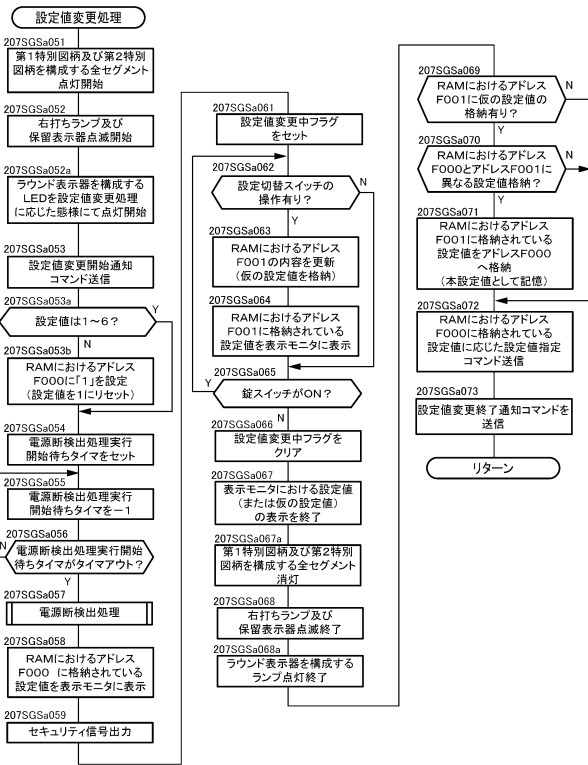 設定値変更処理
207SGSa051
第1特別図柄及び第2特別
図柄を構成する全セグメント
点灯開始
207SGSa052
右打ちランプ及び
保留表示器点滅開始
207SGSa052a
ラウンド表示器を構成する
LEDを設定値変更処理
に応じた態様にて点灯開始
207SGSa053
設定値変更開始通知
コマンド送信
207SGSa053a
設定値は1~6?
Y
N
207SGSa053b
RAMにおけるアドレス
F000に「1」を設定
(設定値を1にリセット)
207SGSa054
電源断検出処理実行
開始待ちタイマをセット
207SGSa055
電源断検出処理実行
開始待ちタイマを-1
207SGSa056
N
電源断検出処理実行開始
待ちタイマがタイムアウト?
Y
207SGSa057
電源断検出処理
207SGSa058
RAMにおけるアドレス
F000 に格納されている
設定値を表示モニタに表示
207SGSa059
セキュリティ信号出力
207SGSa061
設定値変更中フラグ
をセット
207SGSa062
設定切替スイッチの
操作有り?
N
Y
207SGSa063
RAMにおけるアドレス
F001の内容を更新
(仮の設定値を格納)
207SGSa064
RAMにおけるアドレス
F001に格納されている
設定値を表示モニタに表示
207SGSa065
Y
錠スイッチがON?
N
207SGSa066
設定値変更中フラグを
クリア
207SGSa067
表示モニタにおける設定値
(または仮の設定値)
の表示を終了
207SGSa067a
第1特別図柄及び第2特別
図柄を構成する全セグメント
消灯
207SGSa068
右打ちランプ及び
保留表示器点滅終了
207SGSa068a
ラウンド表示器を構成する
ランプ点灯終了
207SGSa069
RAMにおけるアドレス
F001に仮の設定値の
格納有り?
N
Y
207SGSa070
RAMにおけるアドレス
F000とアドレスF001に
異なる設定値格納?
N
Y
207SGSa071
RAMにおけるアドレス
F001に格納されている
設定値をアドレスF000
へ格納
(本設定値として記憶)
207SGSa072
RAMにおけるアドレス
F000に格納されている
設定値に応じた設定値指定
コマンド送信
207SGSa073
設定値変更終了通知コマンドを
送信
リターン